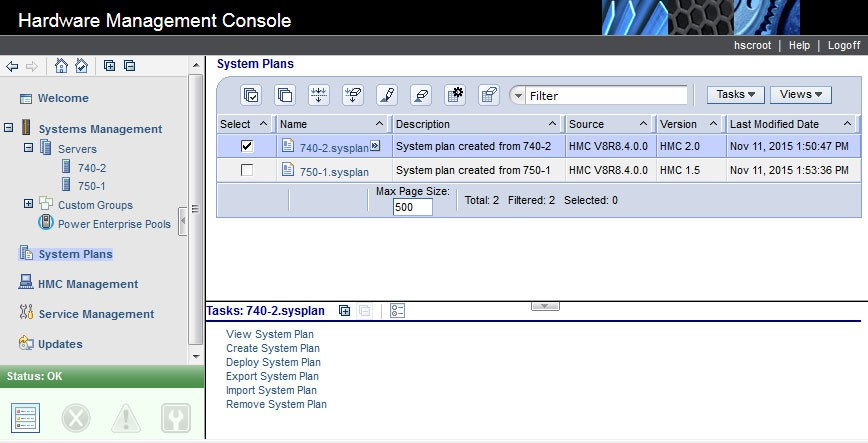 Hardware Management Console
hscroot | Help | Logoff
Welcome
Systems Management
Servers
740-2
750-1
Custom Groups
Power Enterprise Pools
System Plans
HMC Management
Service Management
Updates
Status: OK
System Plans
Filter
Tasks Views
Select Name Description Source Version Last Modified Date
740-2.sysplan System plan created from 740-2 HMC V8R8.4.0.0 HMC 2.0 Nov 11, 2015 1:50:47 PM
750-1.sysplan System plan created from 750-1 HMC V8R8.4.0.0 HMC 1.5 Nov 11, 2015 1:53:36 PM
Max Page Size:
500
Total: 2 Filtered: 2 Selected: 0
Tasks: 740-2.sysplan
View System Plan
Create System Plan
Deploy System Plan
Export System Plan
Import System Plan
Remove System Plan